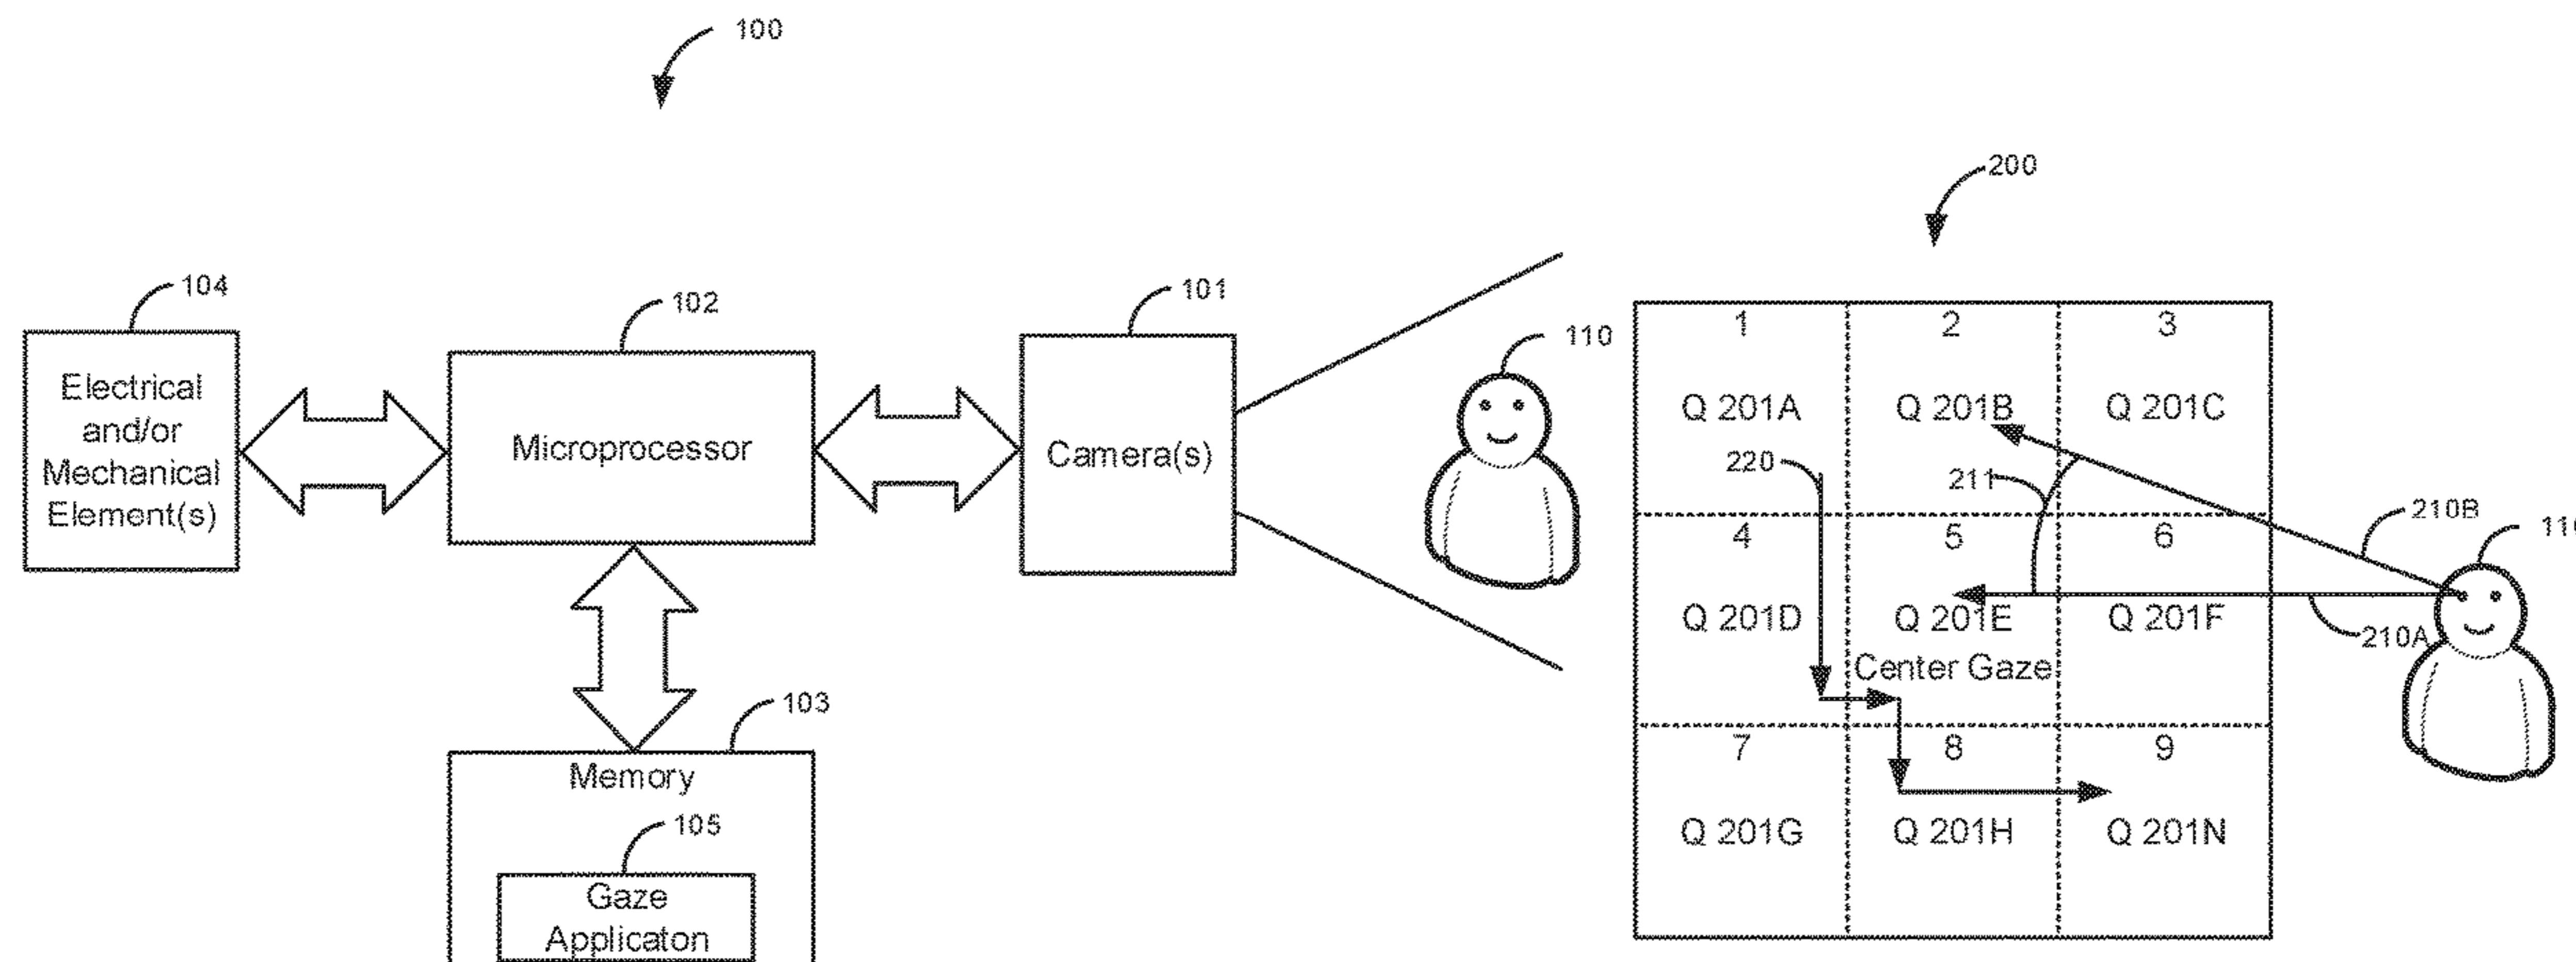 100
200
104
102
101
110
Electrical
and/or
Mechanical
Element(s)
Microprocessor
Camera(s)
103
Memory
105
Gaze
Applicaton
1
2
3
Q 201A
Q 201B
Q 201C
220
211
210B
4
5
6
Q 201D
Q 201E
Q 201F
210A
Center Gaze
7
8
9
Q 201G
Q 201H
Q 201N